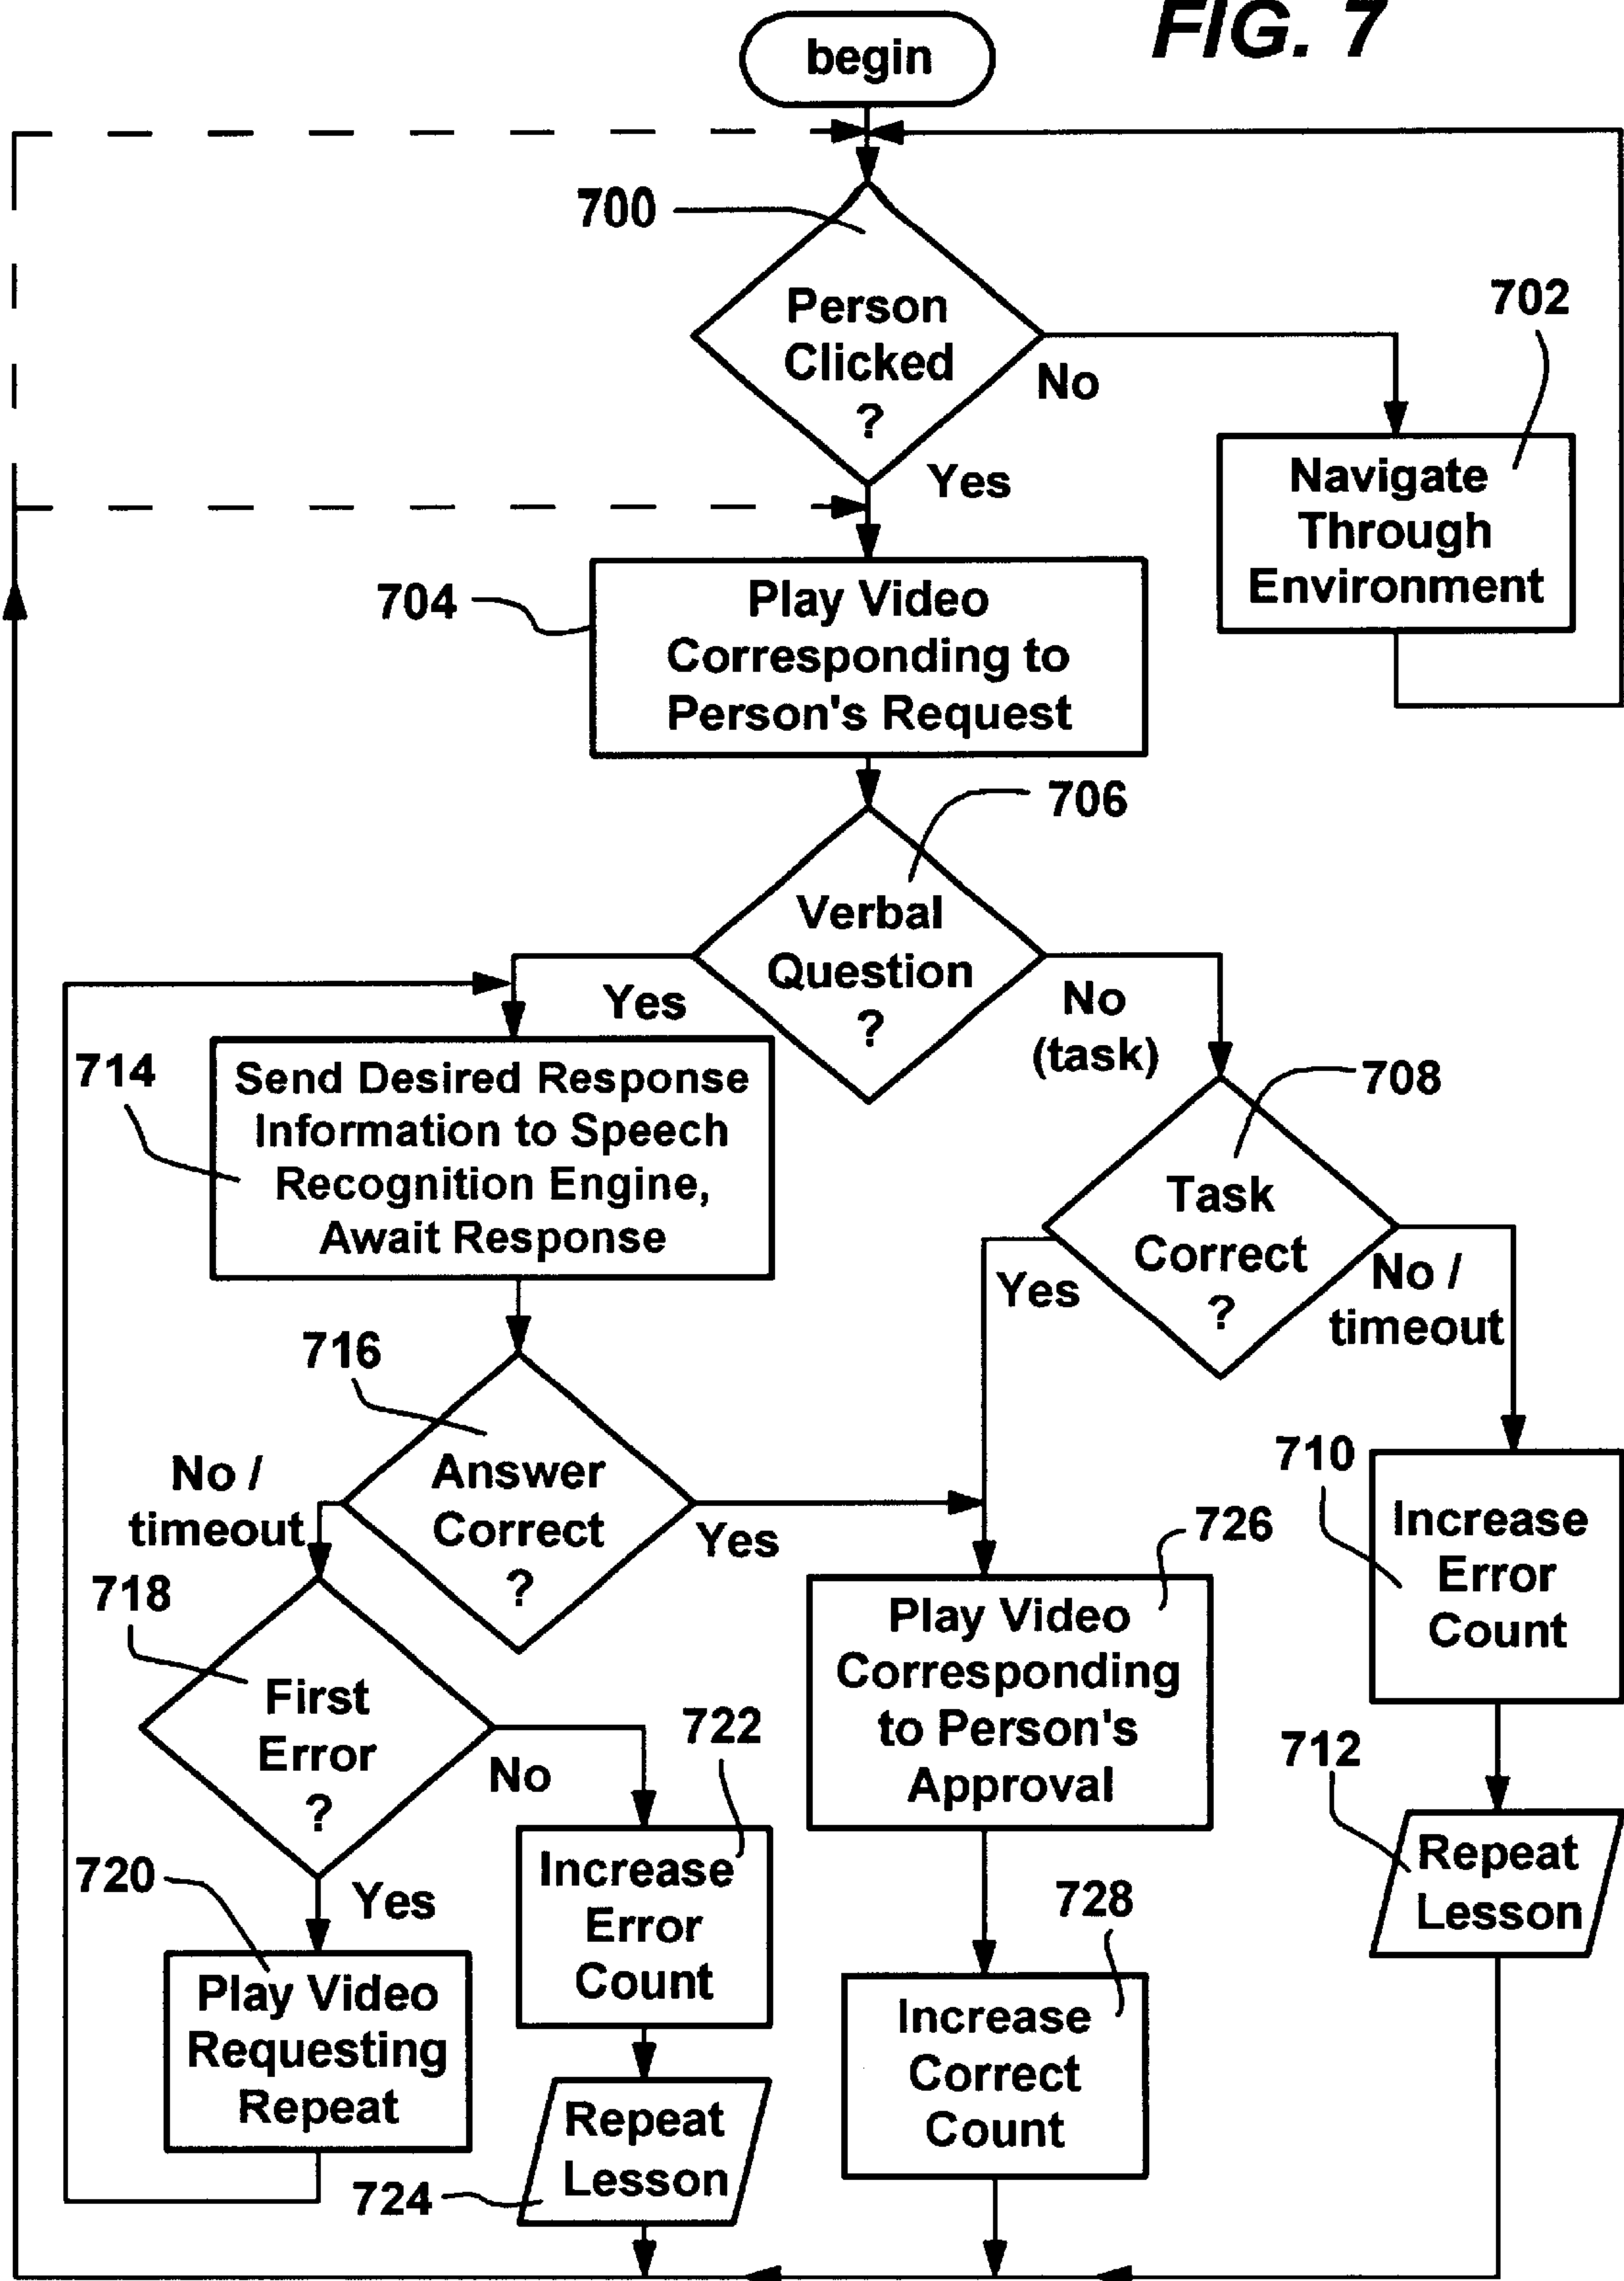 FIG. 7
begin
700
Person
Clicked
?
No
Yes
702
Navigate
Through
Environment
704
Play Video
Corresponding to
Person's Request
706
Verbal
Question
?
Yes
No
(task)
714
Send Desired Response
Information to Speech
Recognition Engine,
Await Response
708
Task
Correct
?
Yes
No /
timeout
716
Answer
Correct
?
No /
timeout
Yes
710
Increase
Error
Count
726
Play Video
Corresponding
to Person's
Approval
718
First
Error
?
No
Yes
722
Increase
Error
Count
712
Repeat
Lesson
720
Play Video
Requesting
Repeat
728
Increase
Correct
Count
724
Repeat
Lesson